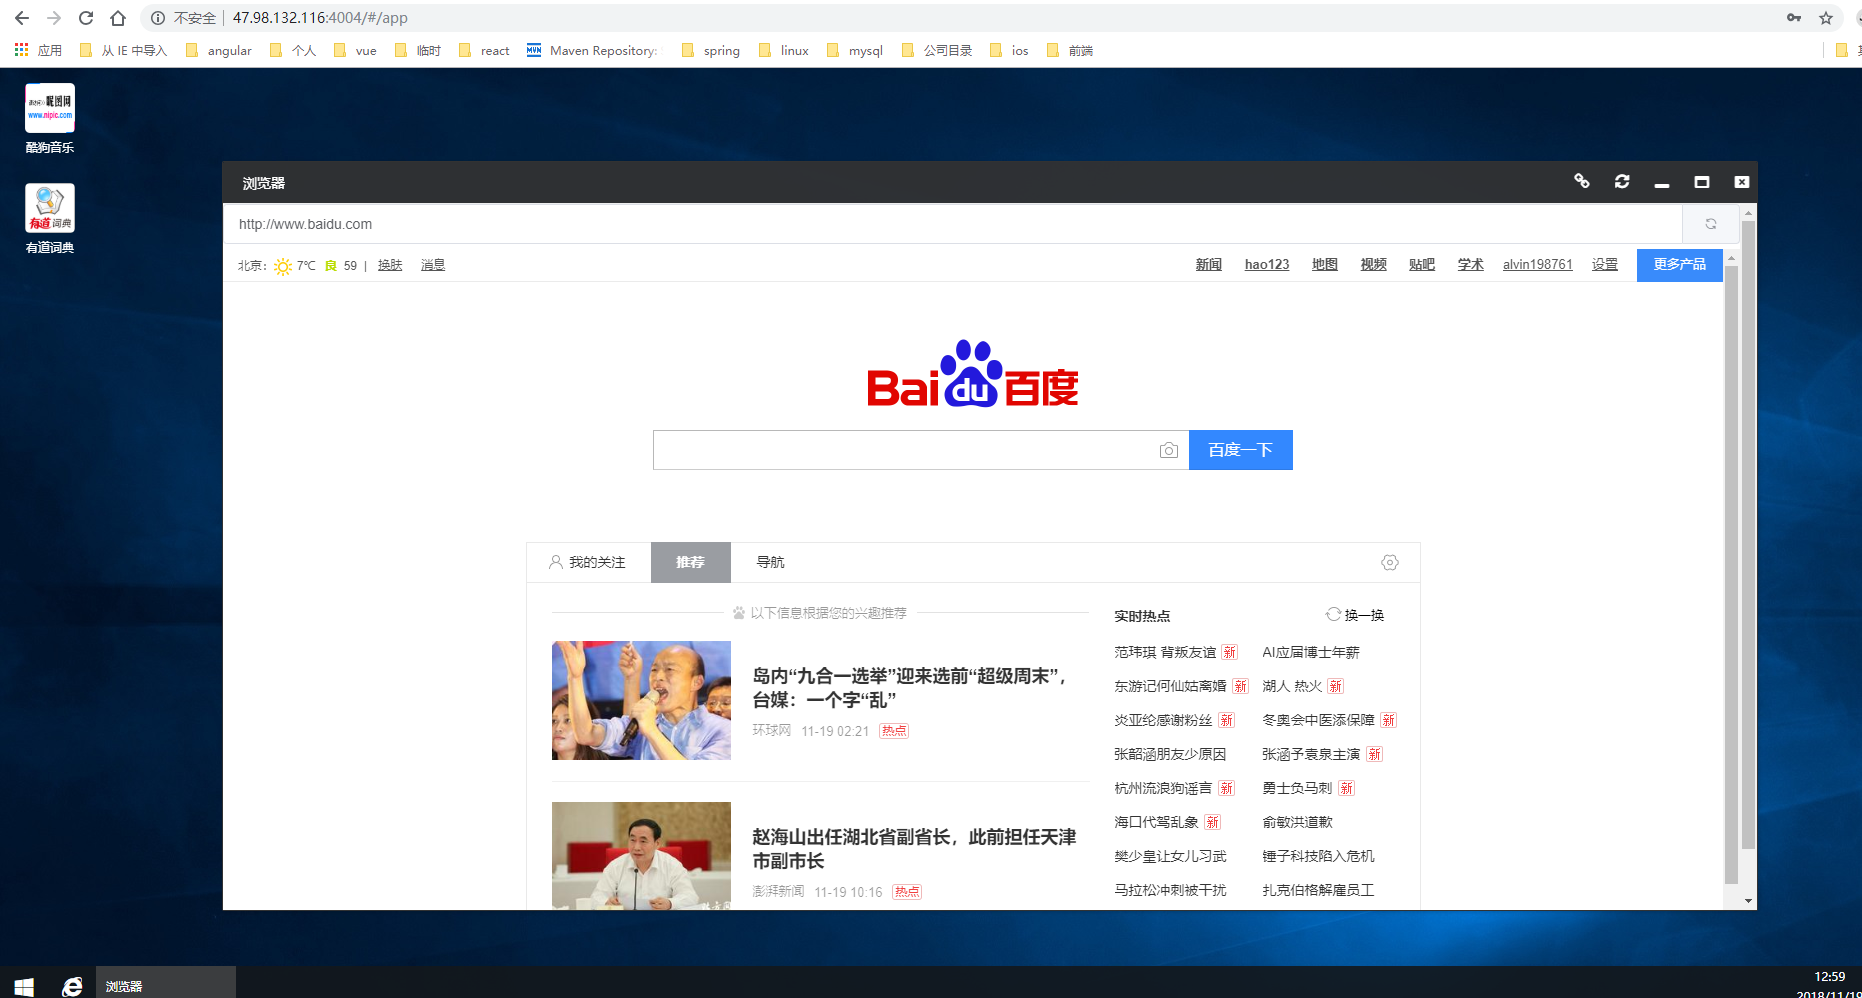 不安全 | 47.98.132.116:4004/#/app
应用 从 IE 中导入 angular 个人 vue 临时 react Maven Repository: spring linux mysql 公司目录 ios 前端
昵图网
www.nipic.com
酷狗音乐
有道词典
有道词典
浏览器
http://www.baidu.com
北京: 7℃ 良 59 | 换肤 消息
新闻 hao123 地图 视频 贴吧 学术 alvin198761 设置 更多产品
Baidu百度
百度一下
我的关注 推荐 导航
以下信息根据您的兴趣推荐
岛内“九合一选举”迎来选前“超级周末”，
台媒：一个字“乱”
环球网 11-19 02:21 热点
赵海山出任湖北省副省长，此前担任天津
市副市长
澎湃新闻 11-19 10:16 热点
实时热点 换一换
范玮琪 背叛友谊 新 AI应届博士年薪
东游记何仙姑离婚 新 湖人 热火 新
炎亚纶感谢粉丝 新 冬奥会中医添保障 新
张韶涵朋友少原因 张涵予袁泉主演 新
杭州流浪狗谣言 新 勇士负马刺 新
海口代驾乱象 新 俞敏洪道歉
樊少皇让女儿习武 锤子科技陷入危机
马拉松冲刺被干扰 扎克伯格解雇员工
浏览器
12:59
2018/11/19